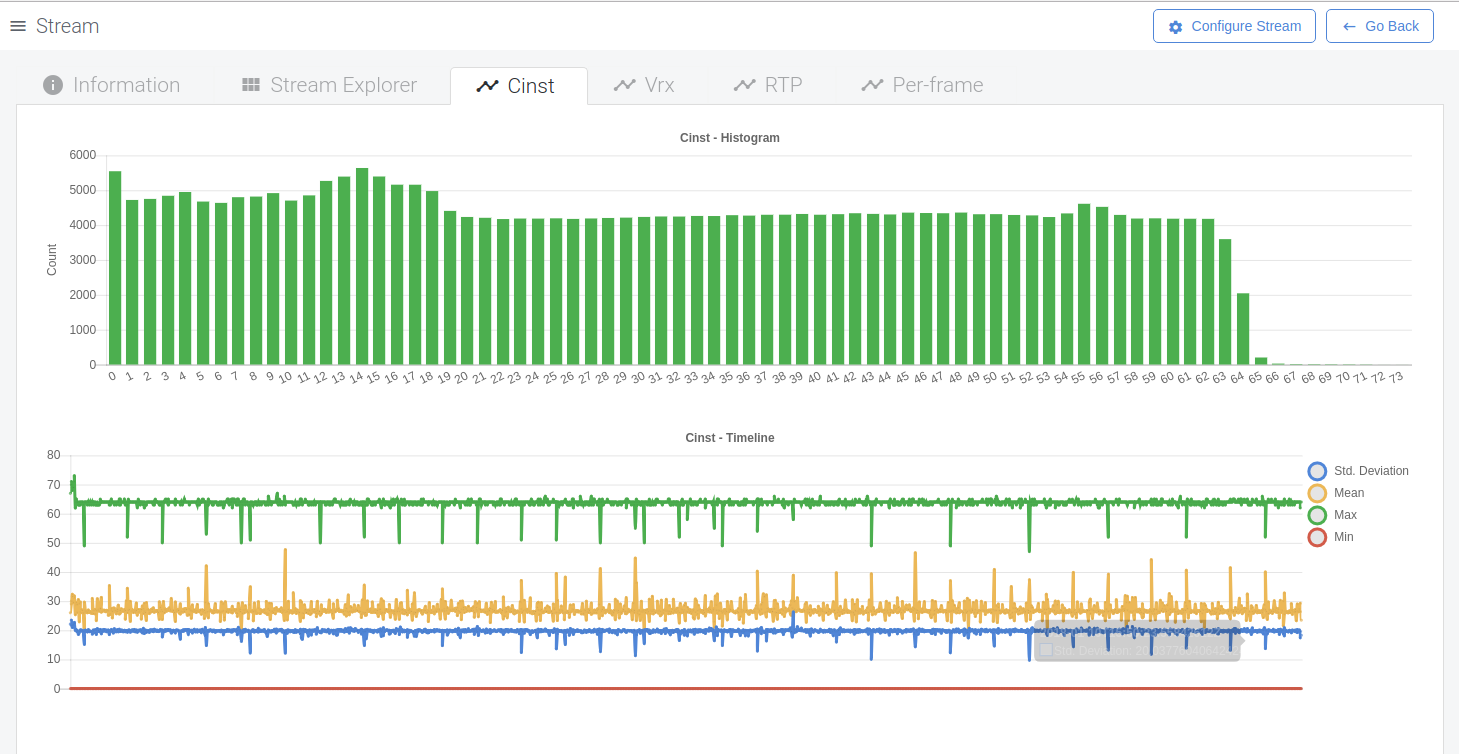 Stream
Configure Stream
Go Back
Information
Stream Explorer
Cinst
Vrx
RTP
Per-frame
Cinst - Histogram
6000
5000
4000
3000
2000
1000
0
Count
0 1 2 3 4 5 6 7 8 9 10 11 12 13 14 15 16 17 18 19 20 21 22 23 24 25 26 27 28 29 30 31 32 33 34 35 36 37 38 39 40 41 42 43 44 45 46 47 48 49 50 51 52 53 54 55 56 57 58 59 60 61 62 63 64 65 66 67 68 69 70 71 72 73
Cinst - Timeline
80
70
60
50
40
30
20
10
0
Std. Deviation
Mean
Max
Min
Std. Deviation: